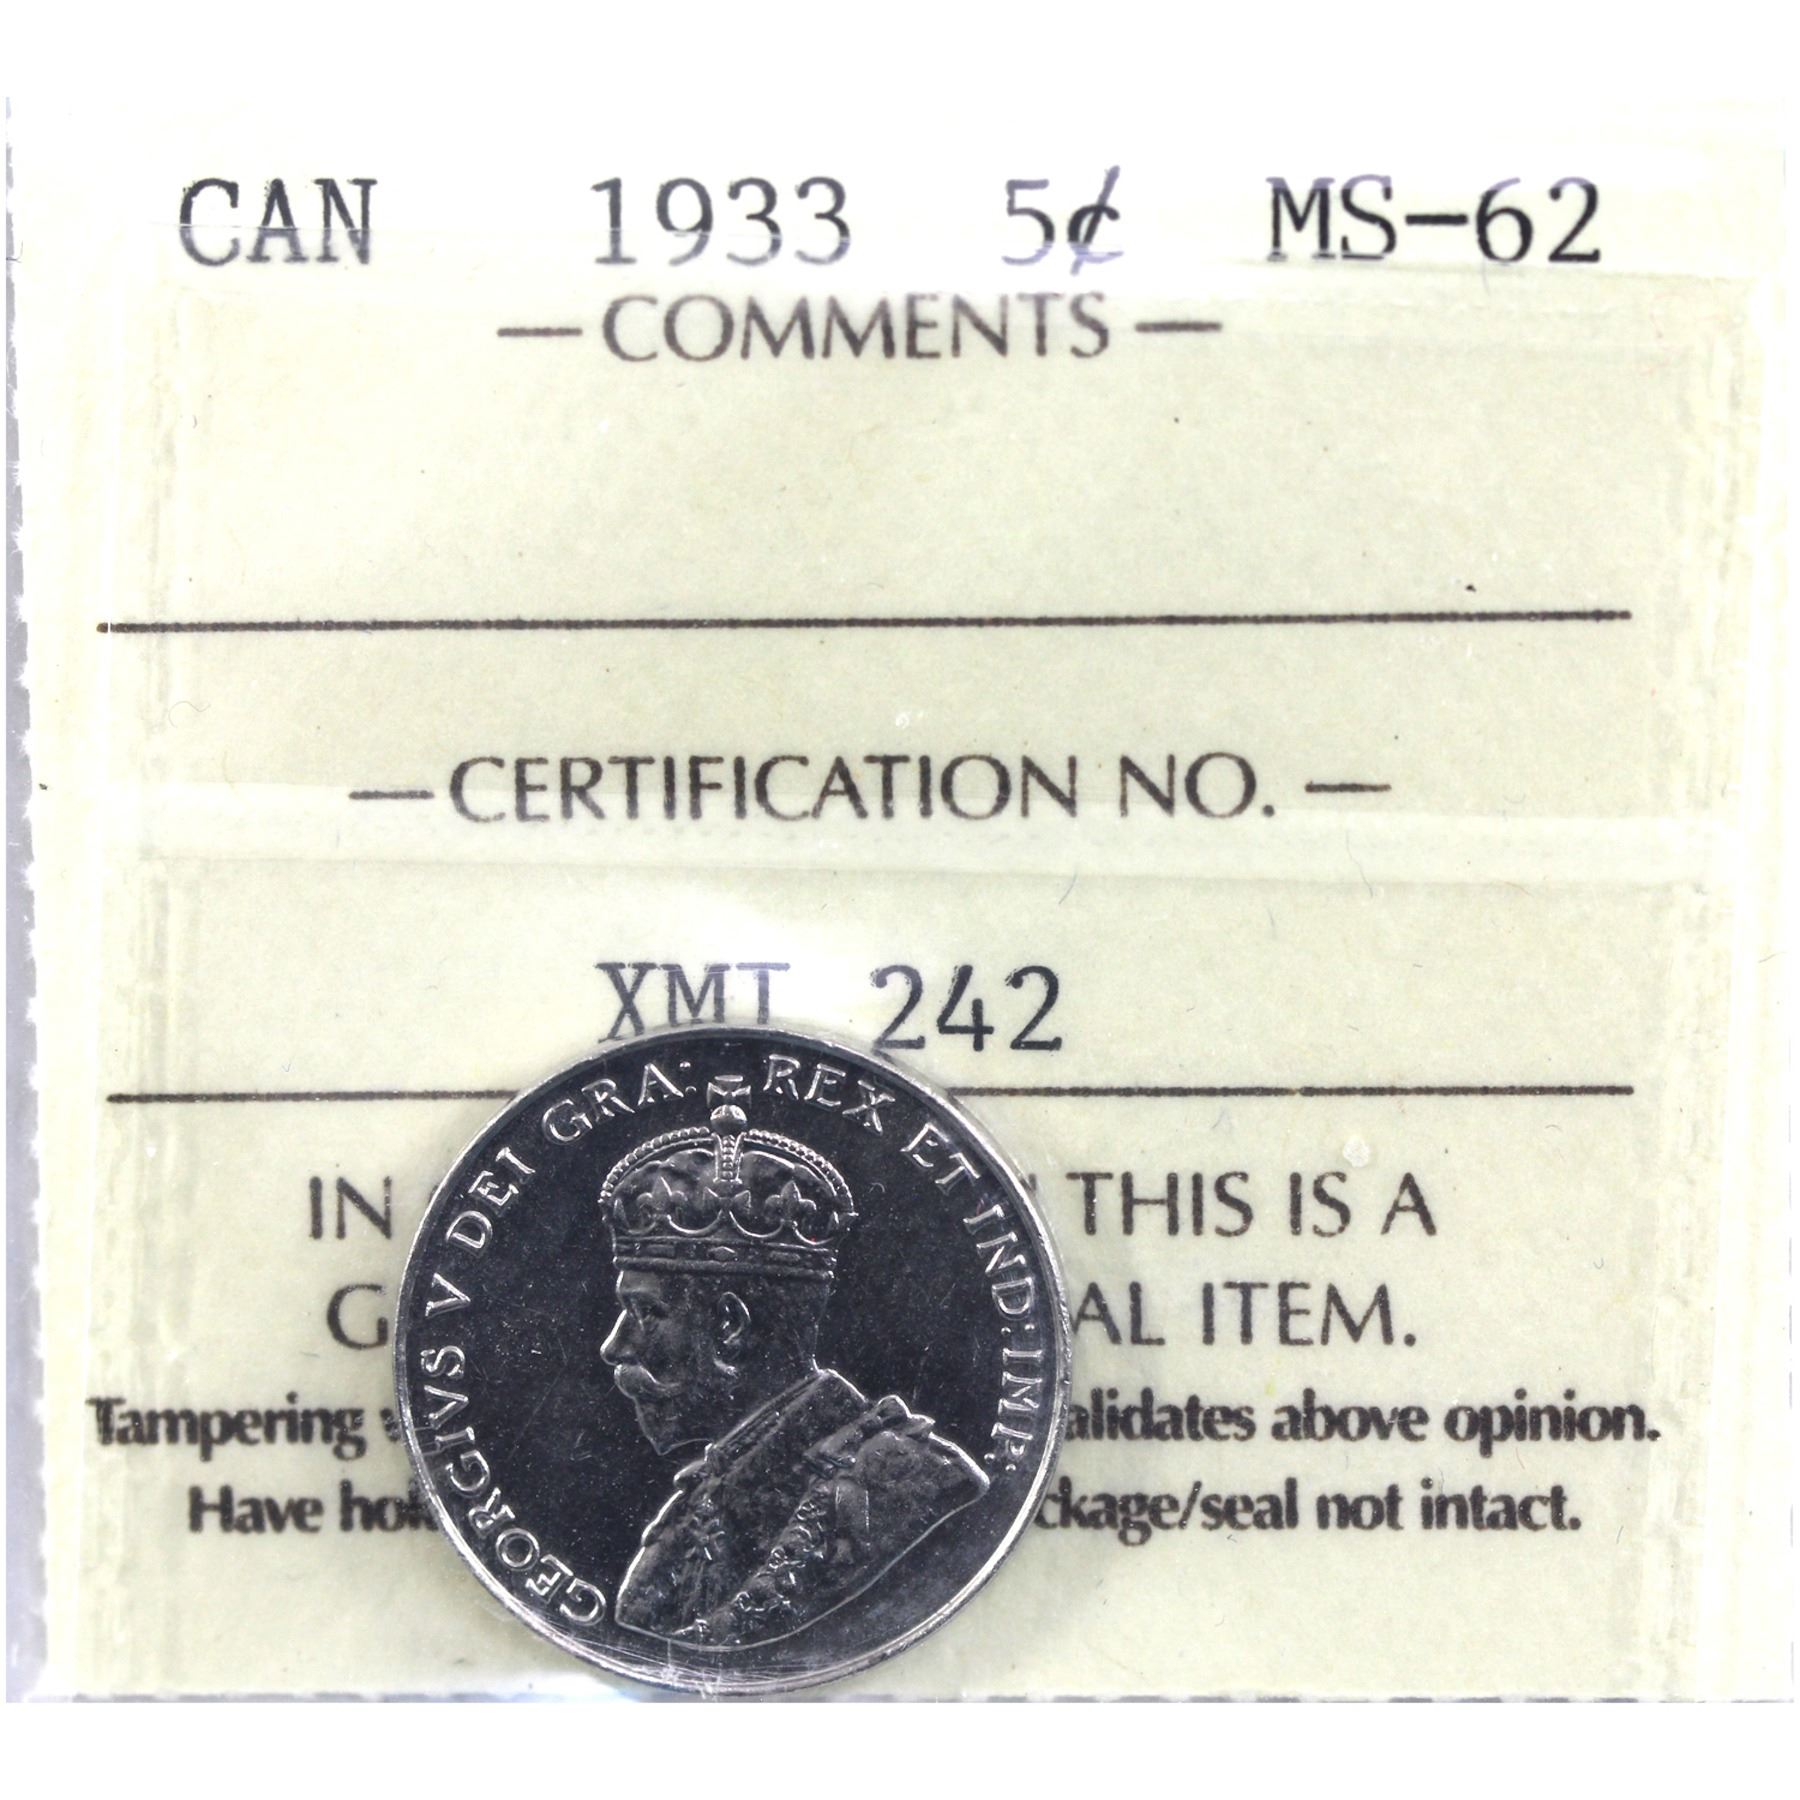 CAN 1933 5¢ MS-62
— COMMENTS —
— CERTIFICATION NO. —
XMT 242
IN THIS IS A
G AL ITEM.
Tampering alidates above opinion.
Have hol ckage/seal not intact.
GEORGIVS V DEI GRA: REX ET IND: IMP: